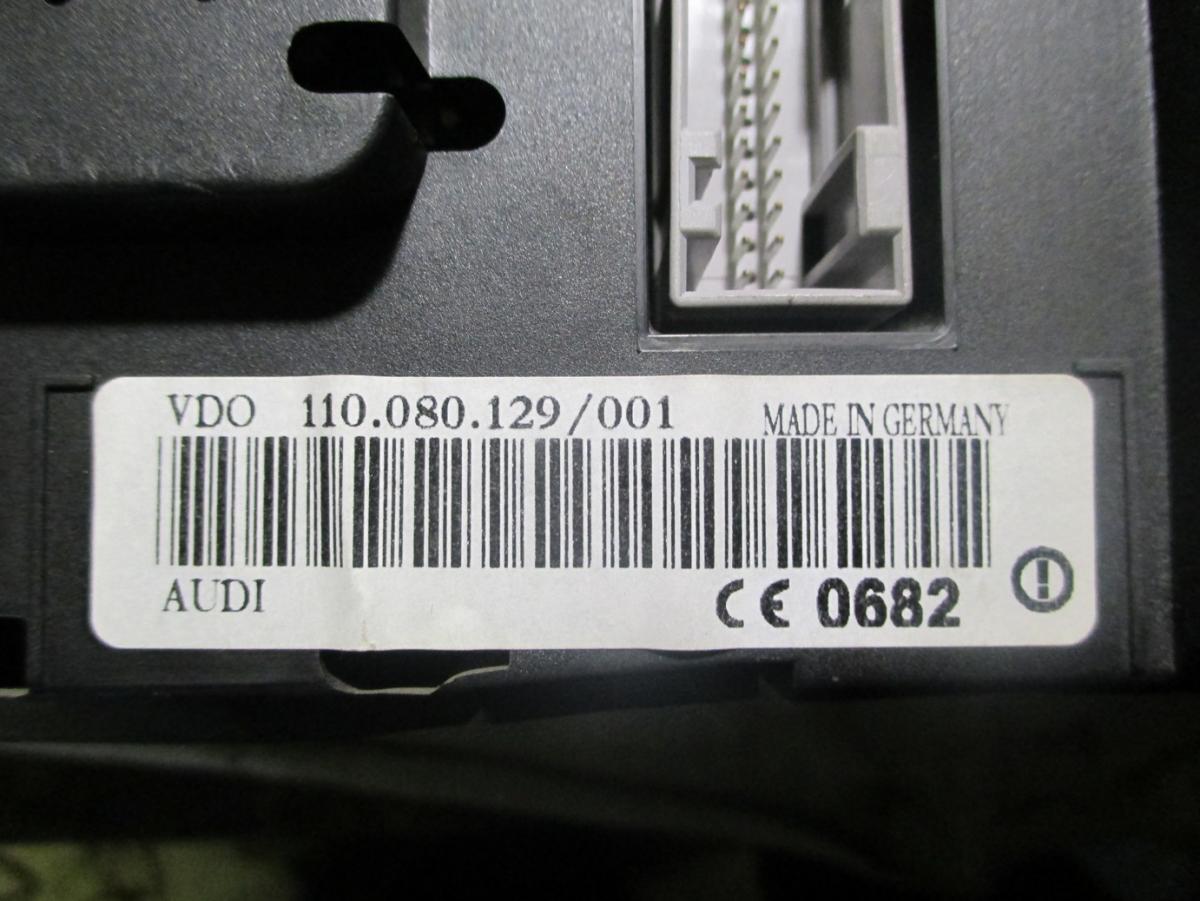 VDO 110.080.129/001 MADE IN GERMANY
AUDI CE 0682